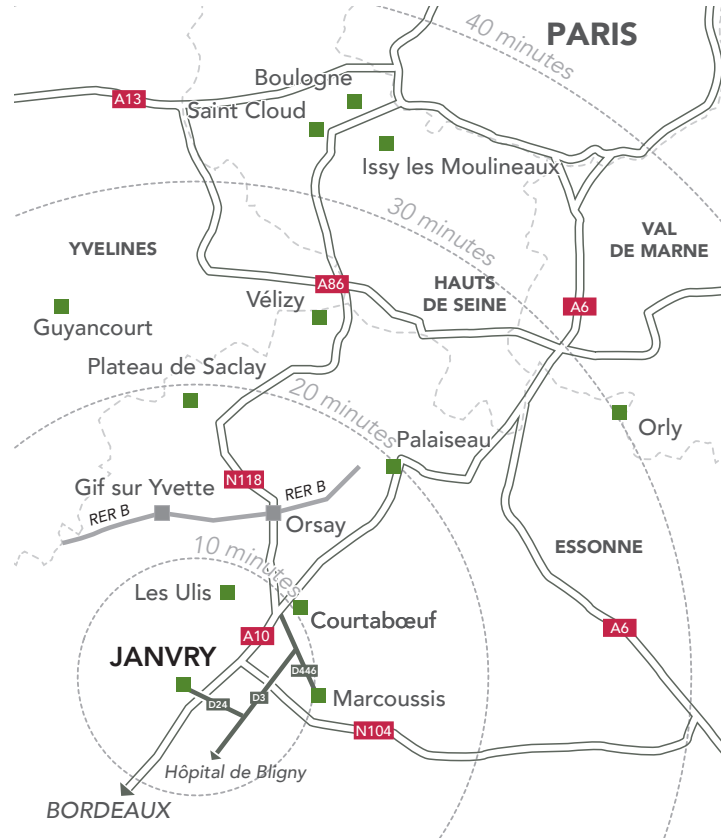 40 minutes
PARIS
Boulogne
A13
Saint Cloud
Issy les Moulineaux
30 minutes
YVELINES
VAL
DE MARNE
A86
HAUTS
DE SEINE
Vélizy
A6
Guyancourt
Plateau de Saclay
20 minutes
Orly
Palaiseau
N118
Gif sur Yvette
RER B
RER B
Orsay
10 minutes
ESSONNE
Les Ulis
Courtabœuf
A10
A6
JANVRY
D446
D24
D3
Marcoussis
N104
Hôpital de Bligny
BORDEAUX